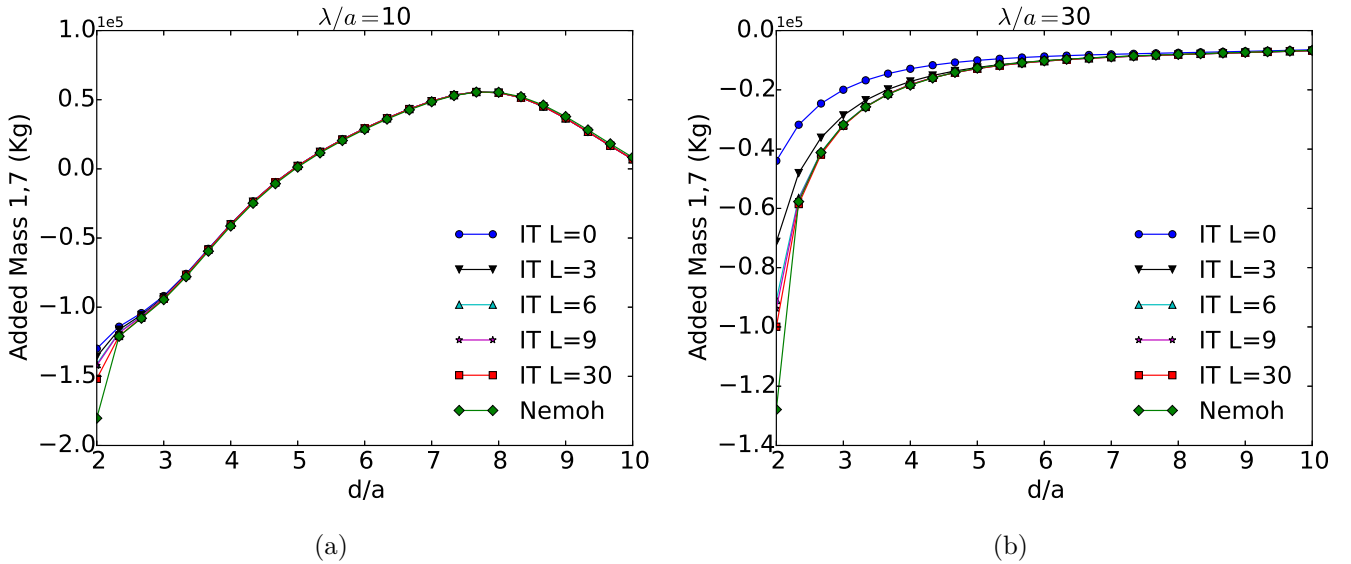 λ/a=10
1e5
1.0
0.5
0.0
−0.5
−1.0
−1.5
−2.0
Added Mass 1,7 (Kg)
IT L=0
IT L=3
IT L=6
IT L=9
IT L=30
Nemoh
2 3 4 5 6 7 8 9 10
d/a
(a)
λ/a=30
1e5
0.0
−0.2
−0.4
−0.6
−0.8
−1.0
−1.2
−1.4
Added Mass 1,7 (Kg)
IT L=0
IT L=3
IT L=6
IT L=9
IT L=30
Nemoh
2 3 4 5 6 7 8 9 10
d/a
(b)